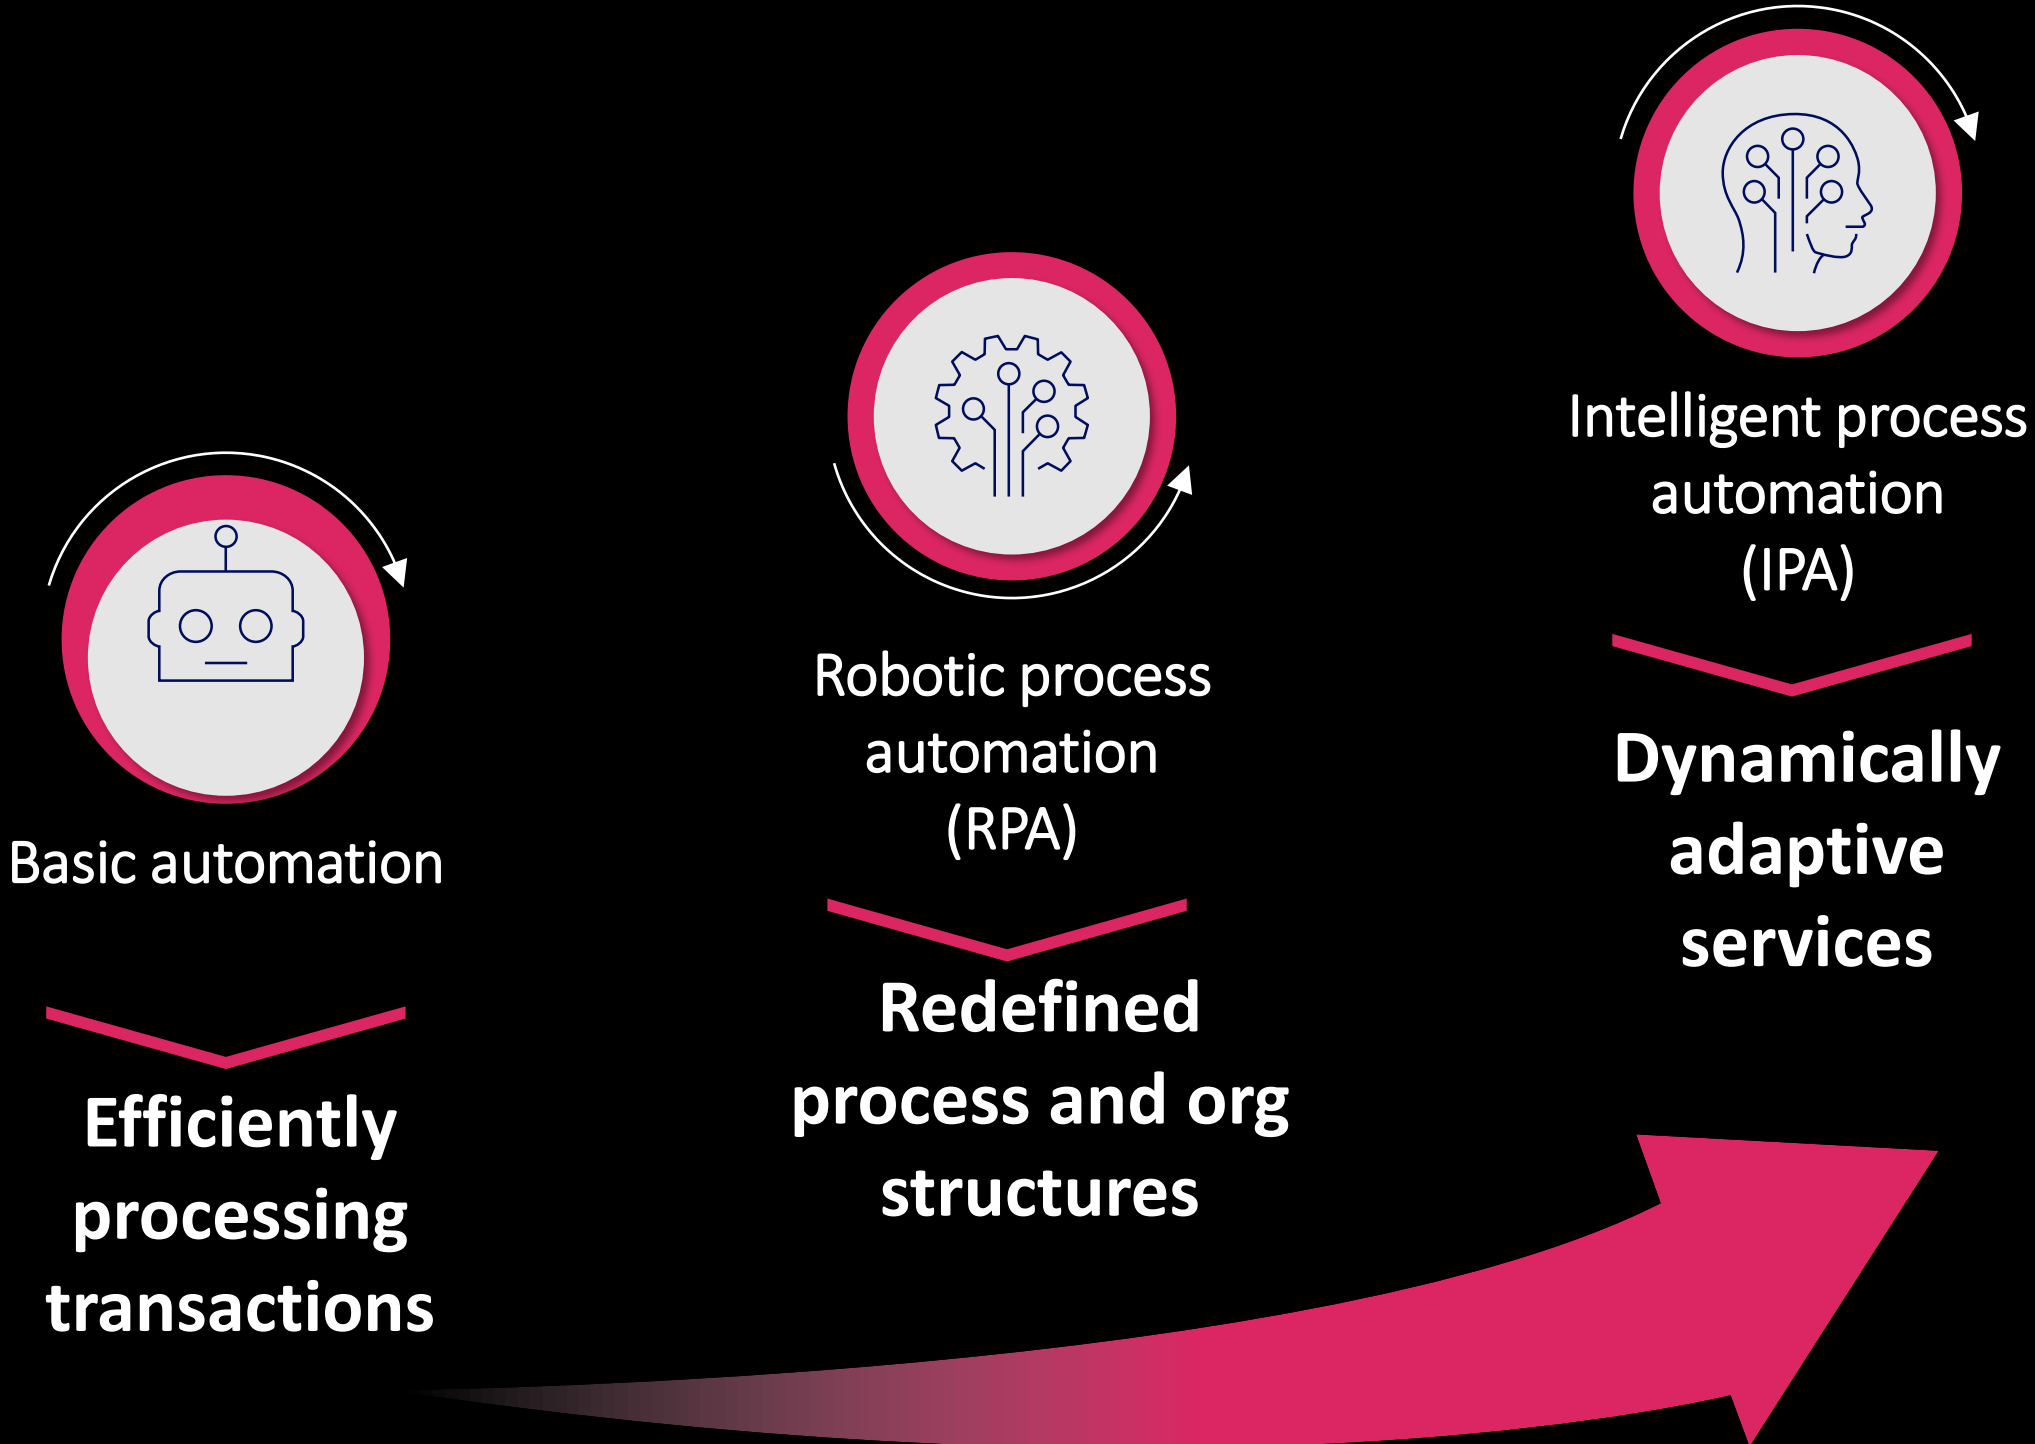 Basic automation
Efficiently
processing
transactions
Robotic process
automation
(RPA)
Redefined
process and org
structures
Intelligent process
automation
(IPA)
Dynamically
adaptive
services